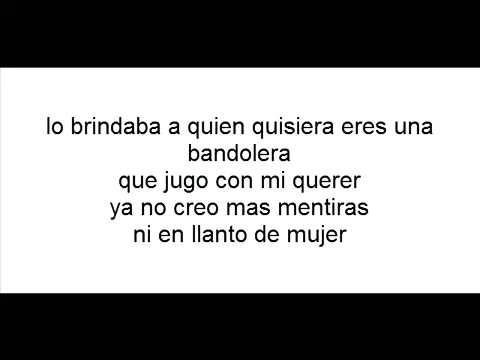 lo brindaba a quien quisiera eres una
bandolera
que jugo con mi querer
ya no creo mas mentiras
ni en llanto de mujer